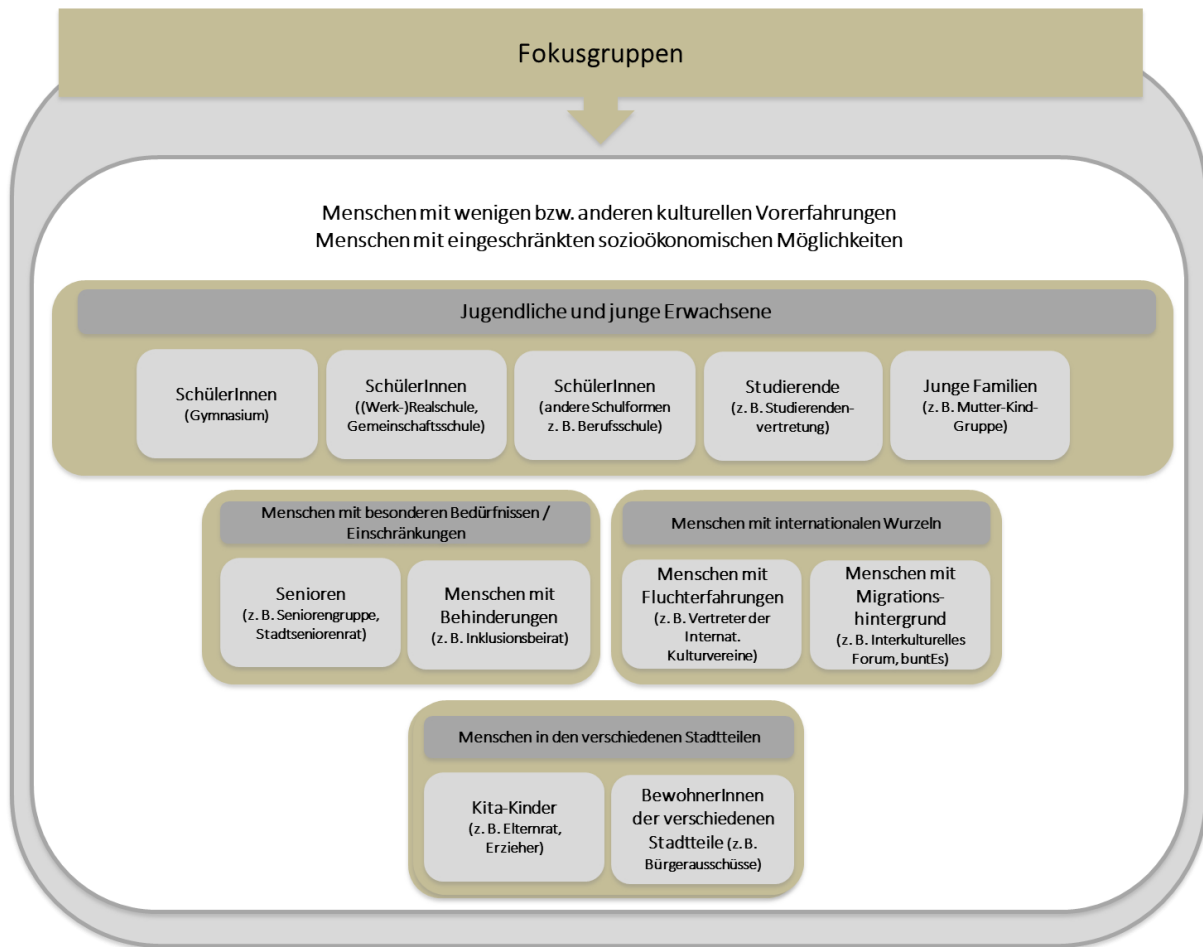 Fokusgruppen
Menschen mit wenigen bzw. anderen kulturellen Vorerfahrungen
Menschen mit eingeschränkten sozioökonomischen Möglichkeiten
Jugendliche und junge Erwachsene
SchülerInnen
(Gymnasium)
SchülerInnen
((Werk-)Realschule,
Gemeinschaftsschule)
SchülerInnen
(andere Schulformen
z. B. Berufsschule)
Studierende
(z. B. Studierenden-
vertretung)
Junge Familien
(z. B. Mutter-Kind-
Gruppe)
Menschen mit besonderen Bedürfnissen /
Einschränkungen
Senioren
(z. B. Seniorengruppe,
Stadtseniorenrat)
Menschen mit
Behinderungen
(z. B. Inklusionsbeirat)
Menschen mit internationalen Wurzeln
Menschen mit
Fluchterfahrungen
(z. B. Vertreter der
Internat.
Kulturvereine)
Menschen mit
Migrations-
hintergrund
(z. B. Interkulturelles
Forum, buntEs)
Menschen in den verschiedenen Stadtteilen
Kita-Kinder
(z. B. Elternrat,
Erzieher)
BewohnerInnen
der verschiedenen
Stadtteile (z. B.
Bürgerausschüsse)